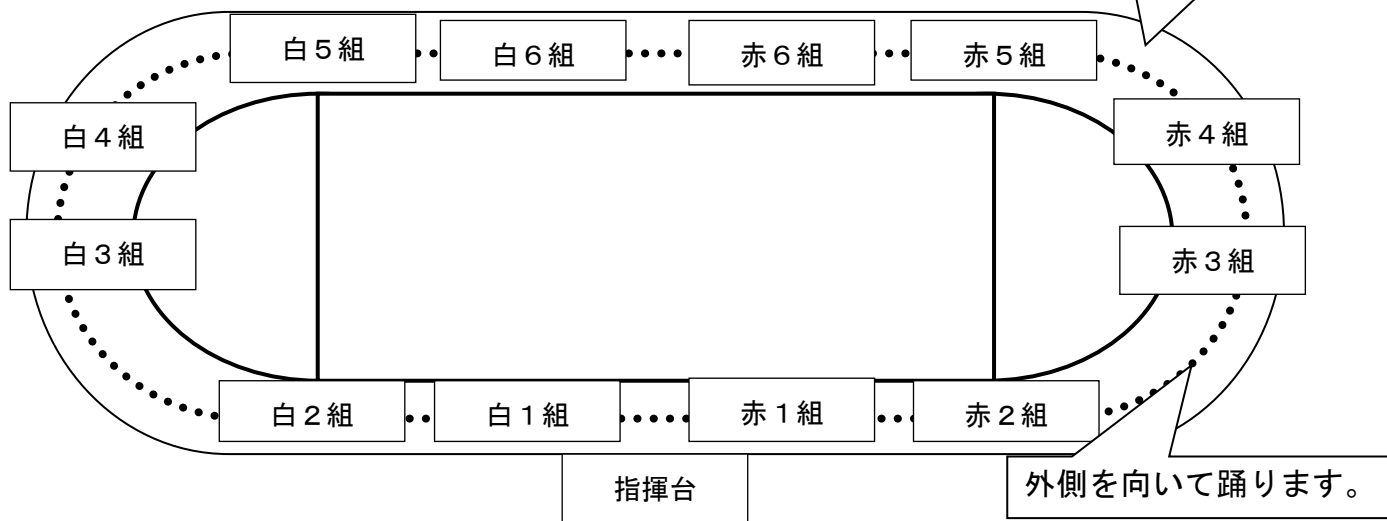 白５組
白６組
赤６組
赤５組
白４組
赤４組
白３組
赤３組
白２組
白１組
赤１組
赤２組
指揮台
外側を向いて踊ります。